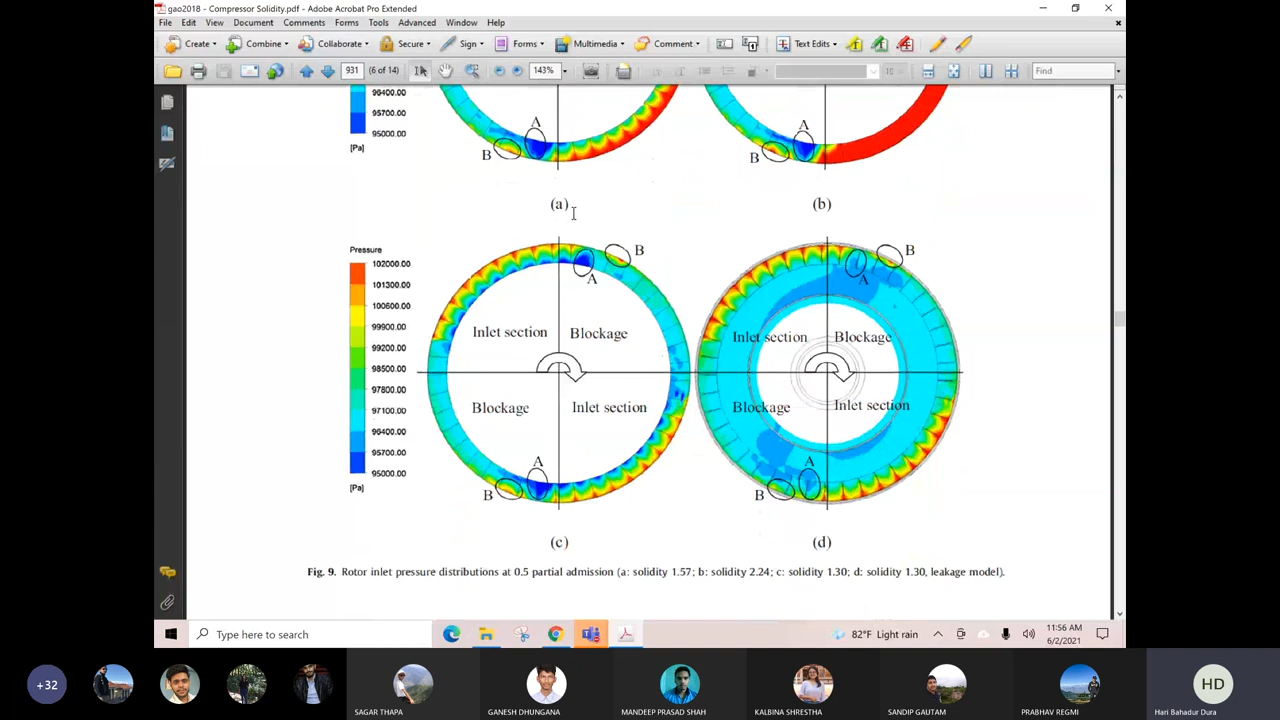 gao2018 - Compressor Solidity.pdf - Adobe Acrobat Pro Extended
File Edit View Document Comments Forms Tools Advanced Window Help
Create Combine Collaborate Secure Sign Forms Multimedia Comment Text Edits
931 (6 of 14) 143% Find
96400.00
95700.00
95000.00
[Pa]
A
B
A
B
(a)
(b)
Pressure
102000.00
101300.00
100600.00
99900.00
99200.00
98500.00
97800.00
97100.00
96400.00
95700.00
95000.00
[Pa]
B
A
Inlet section Blockage
Blockage Inlet section
A
B
B
A
Inlet section Blockage
Blockage Inlet section
A
B
(c)
(d)
Fig. 9. Rotor inlet pressure distributions at 0.5 partial admission (a: solidity 1.57; b: solidity 2.24; c: solidity 1.30; d: solidity 1.30, leakage model).
Type here to search
82°F Light rain
11:56 AM
6/2/2021
+32
SAGAR THAPA
GANESH DHUNGANA
MANDEEP PRASAD SHAH
KALBINA SHRESTHA
SANDIP GAUTAM
PRABHAV REGMI
HD
Hari Bahadur Dura